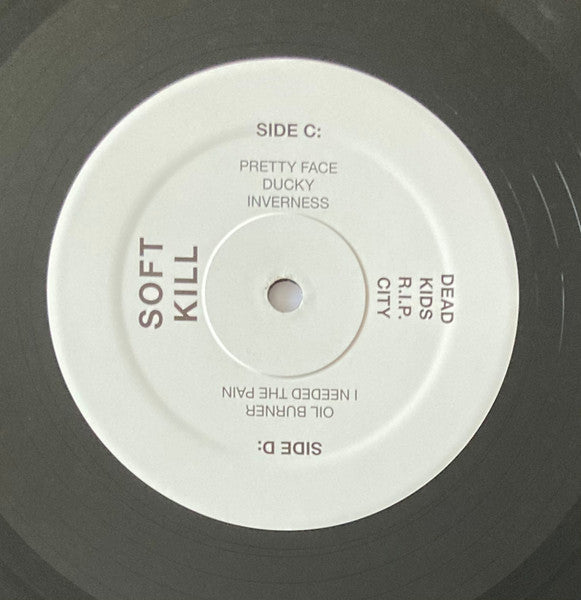 SIDE C:
PRETTY FACE
DUCKY
INVERNESS
SOFT
KILL
DEAD
KIDS
R.I.P.
CITY
SIDE D:
OIL BURNER
I NEEDED THE PAIN